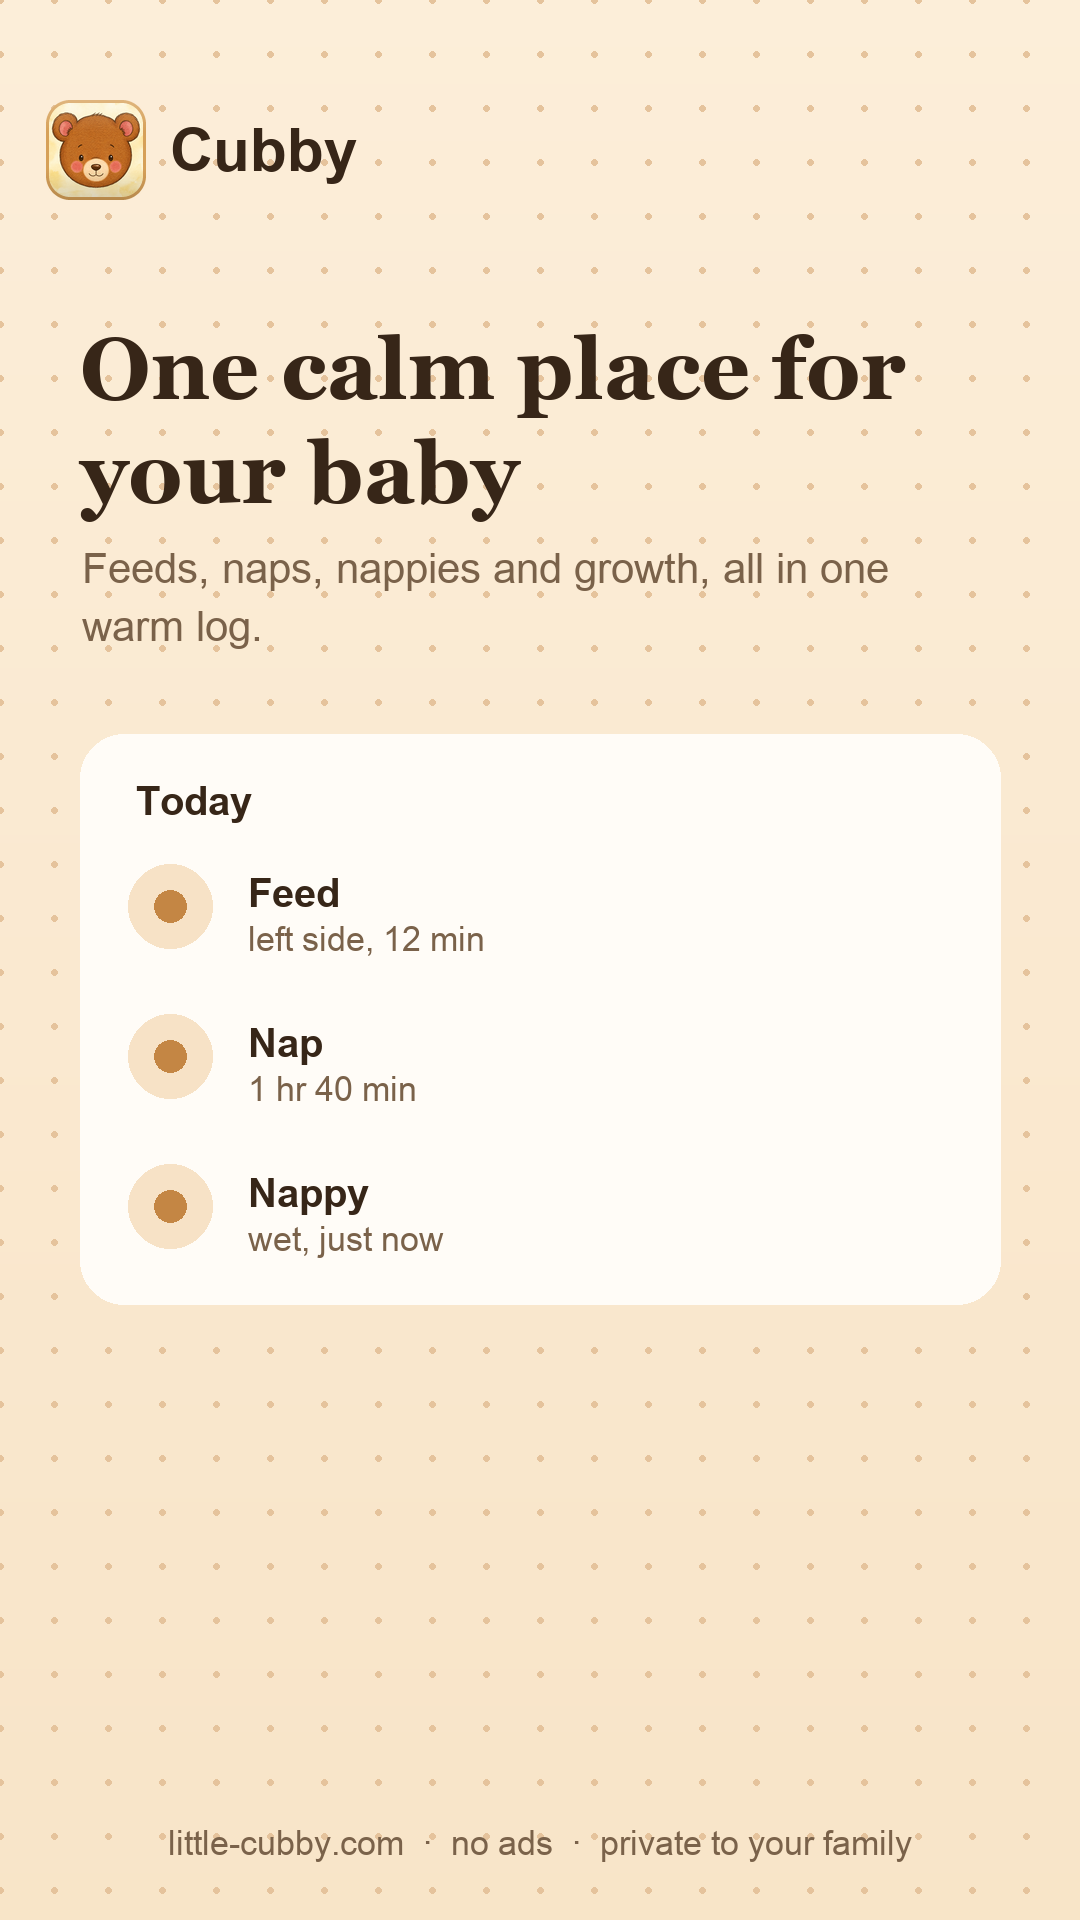 Cubby
One calm place for
your baby
Feeds, naps, nappies and growth, all in one
warm log.
Today
Feed
left side, 12 min
Nap
1 hr 40 min
Nappy
wet, just now
little-cubby.com · no ads · private to your family